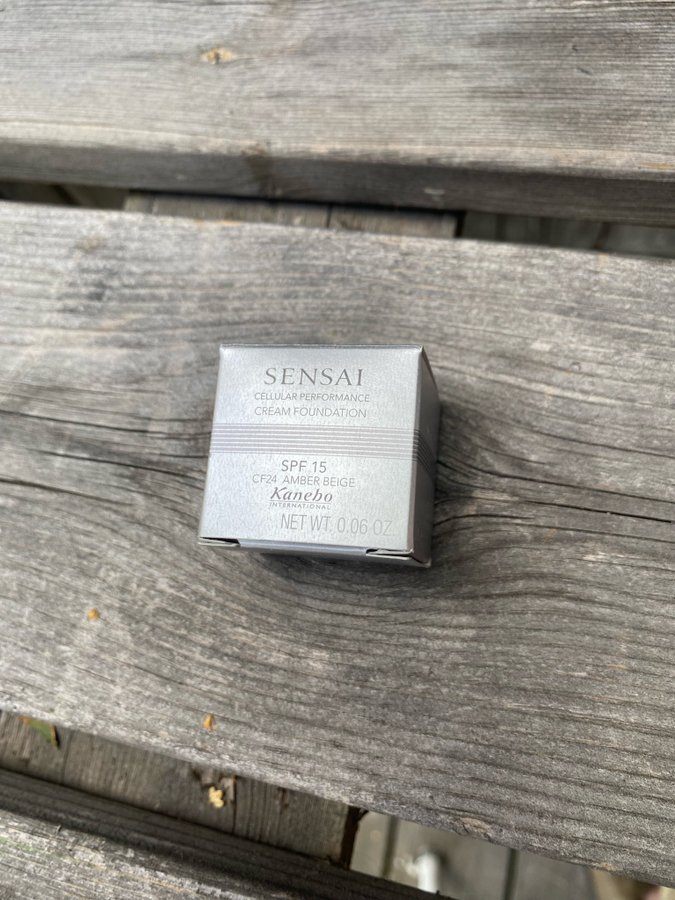 SENSAI
CELLULAR PERFORMANCE
CREAM FOUNDATION
SPF 15
CF24 AMBER BEIGE
Kanebo
INTERNATIONAL
NET WT. 0.06 OZ.